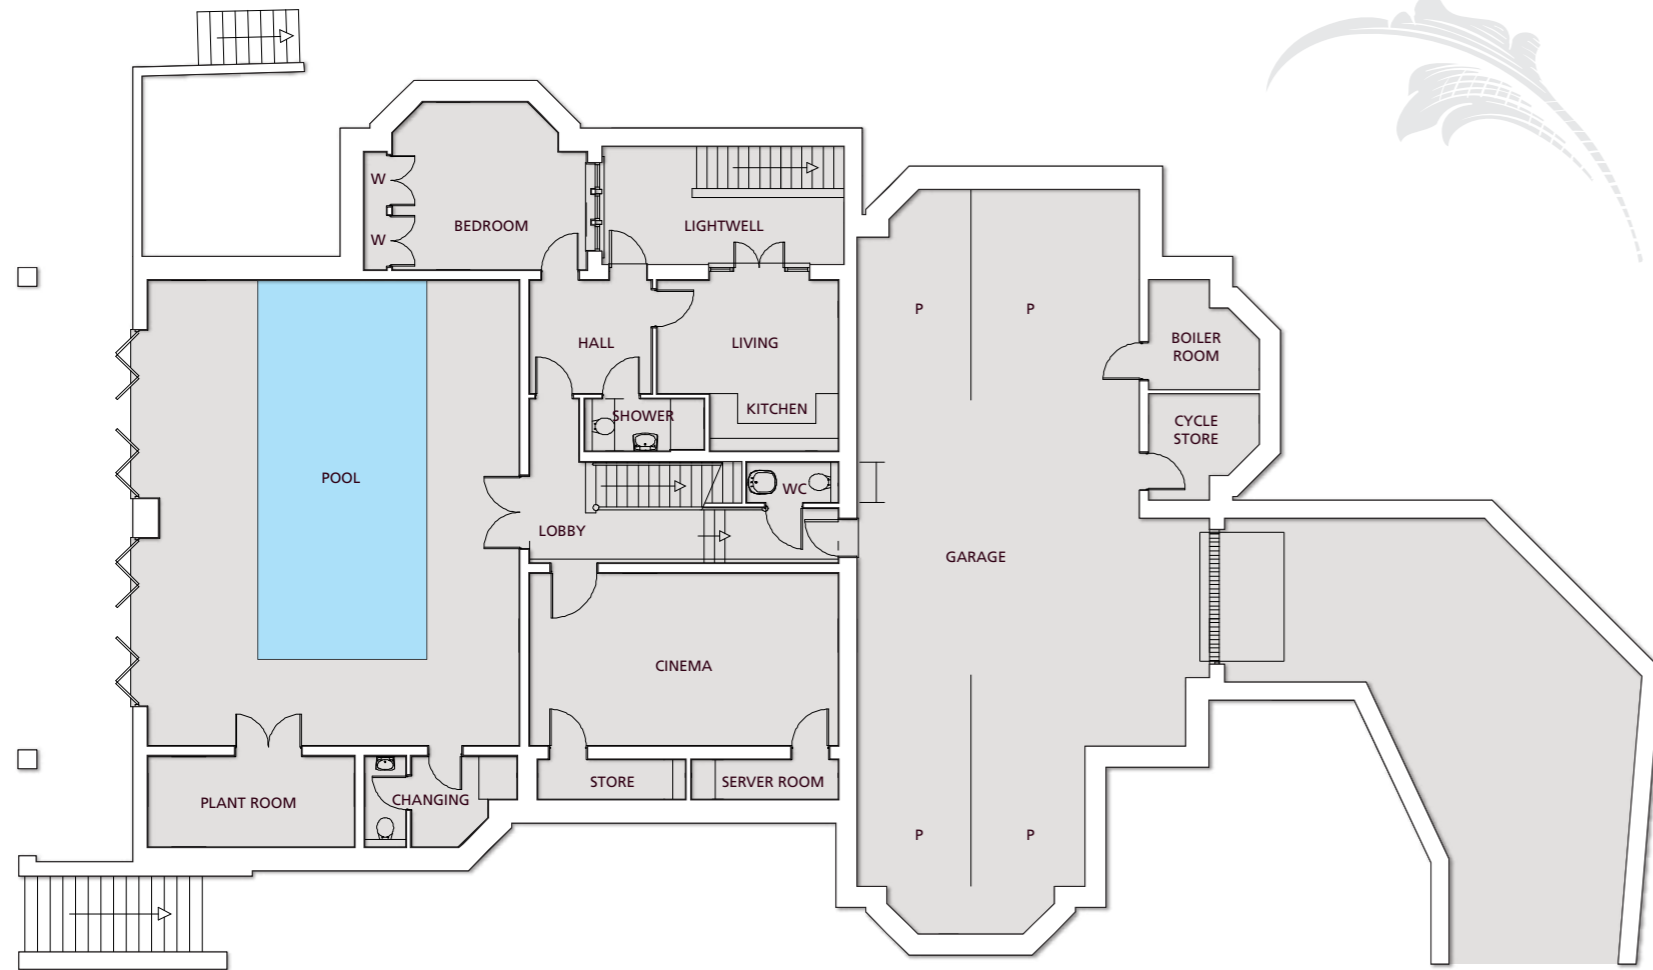 W
BEDROOM
LIGHTWELL
W
P
P
HALL
LIVING
BOILER
ROOM
SHOWER
KITCHEN
CYCLE
STORE
POOL
WC
LOBBY
GARAGE
CINEMA
STORE
SERVER ROOM
PLANT ROOM
CHANGING
P
P